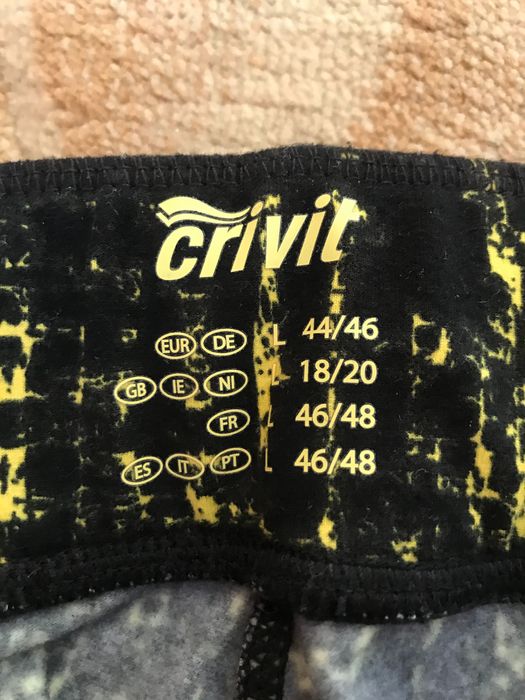 crivit
EUR DE L 44/46
GB IE NI L 18/20
FR L 46/48
ES IT PT L 46/48